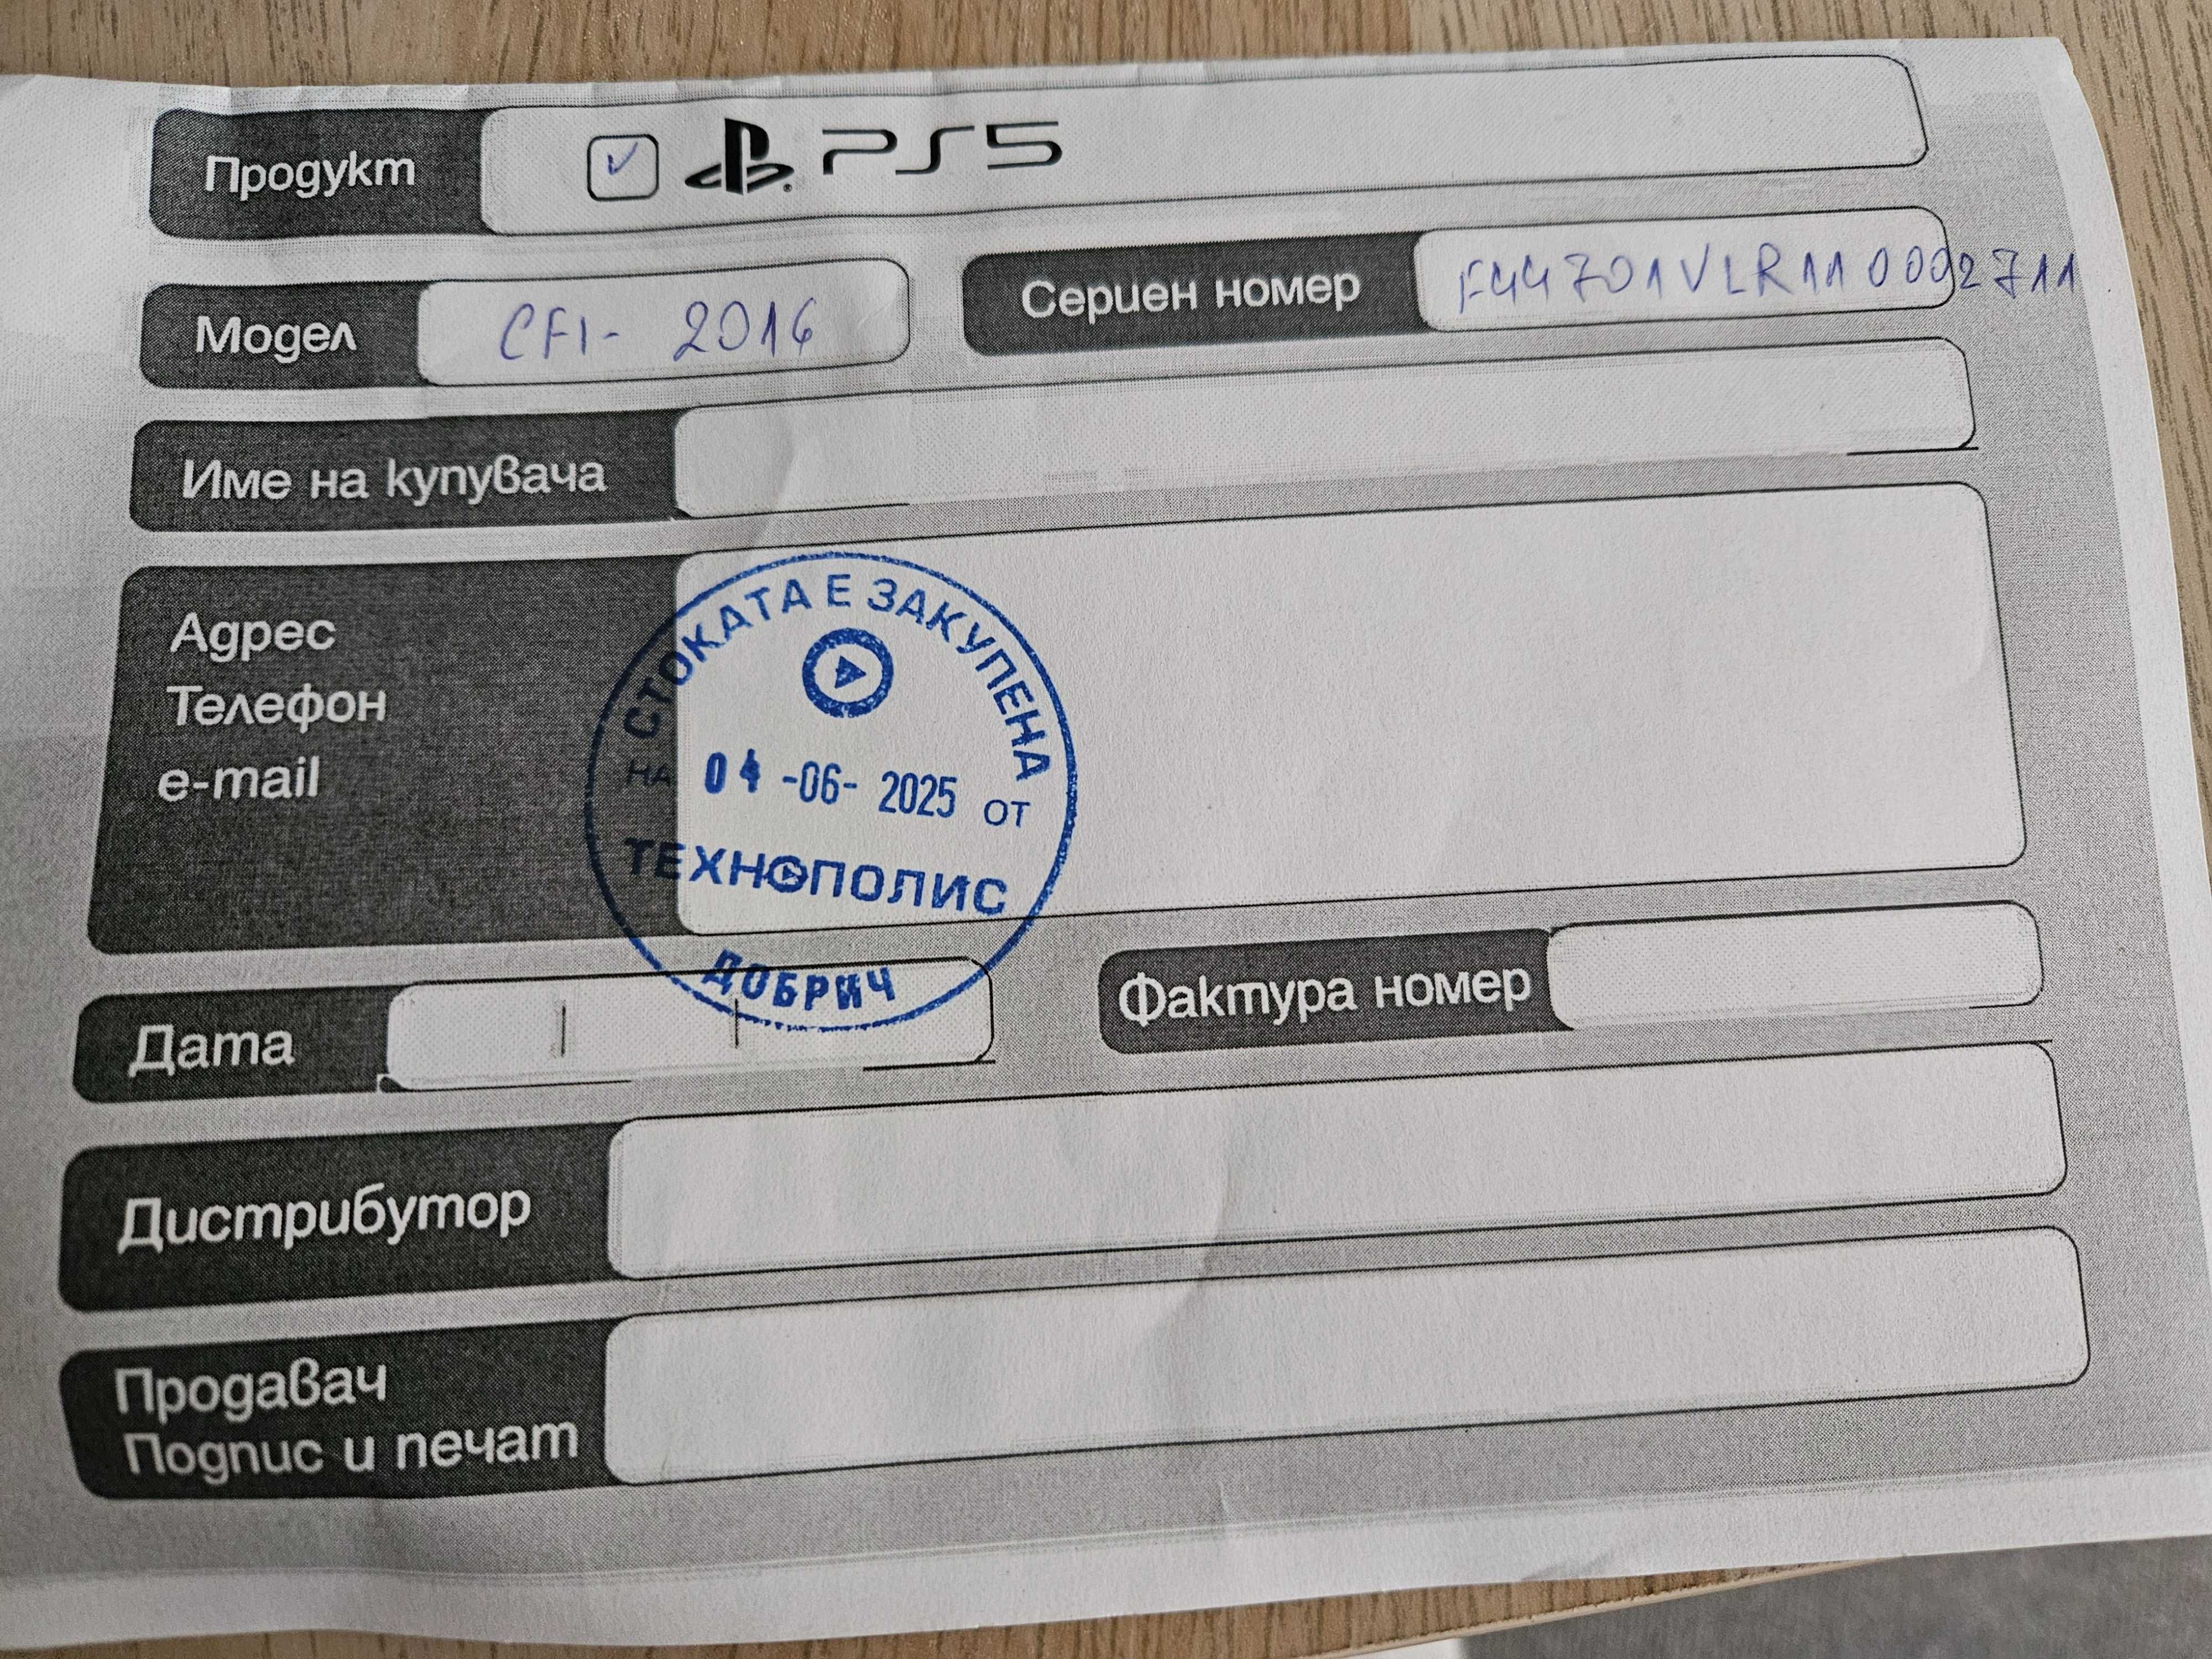 Продукт ✓ PS5
Модел CFI- 2016 Сериен номер F44701VLR110002711
Име на купувача
Адрес
Телефон
e-mail
СТОКАТА Е ЗАКУПЕНА
НА 04 -06- 2025 ОТ
ТЕХНОПОЛИС
ДОБРИЧ
Дата Фактура номер
Дистрибутор
Продавач
Подпис и печат